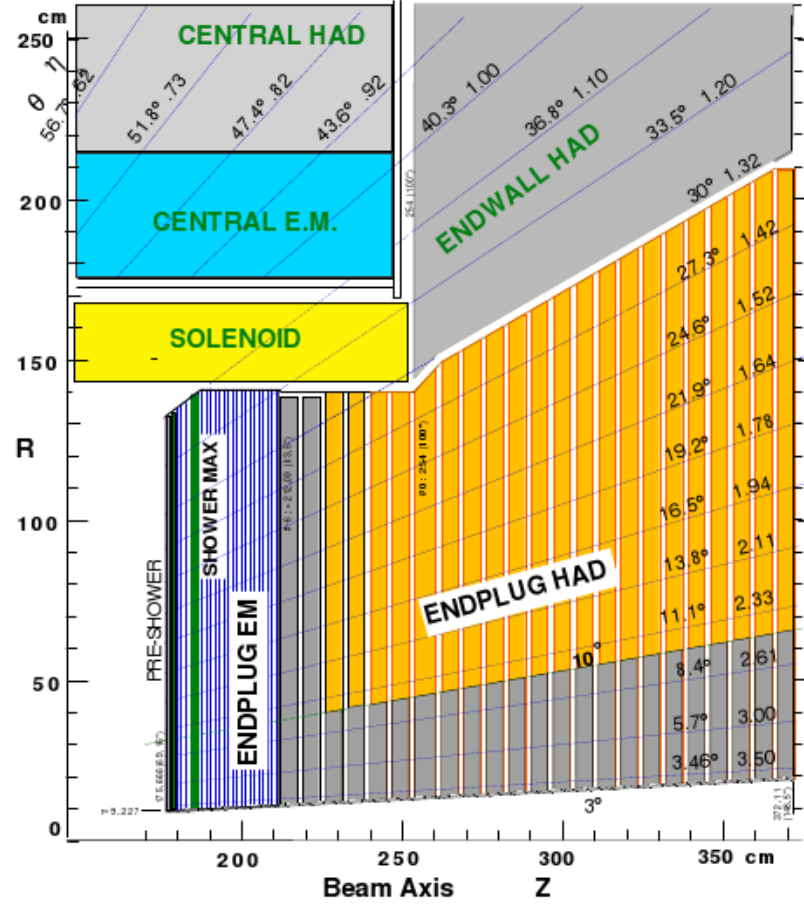 cm
250
200
150
R
100
50
0
θ η
51.8° .73
47.4° .82
43.6° .92
40.3° 1.00
36.8° 1.10
33.5° 1.20
30° 1.32
27.3° 1.42
24.6° 1.52
21.9° 1.64
19.2° 1.78
16.5° 1.94
13.8° 2.11
11.1° 2.33
8.4° 2.61
5.7° 3.00
3.46° 3.50
3°
10°
CENTRAL HAD
CENTRAL E.M.
SOLENOID
ENDWALL HAD
254 (100")
PRE-SHOWER
SHOWER MAX
ENDPLUG EM
ENDPLUG HAD
200
250
300
350 cm
Beam Axis Z